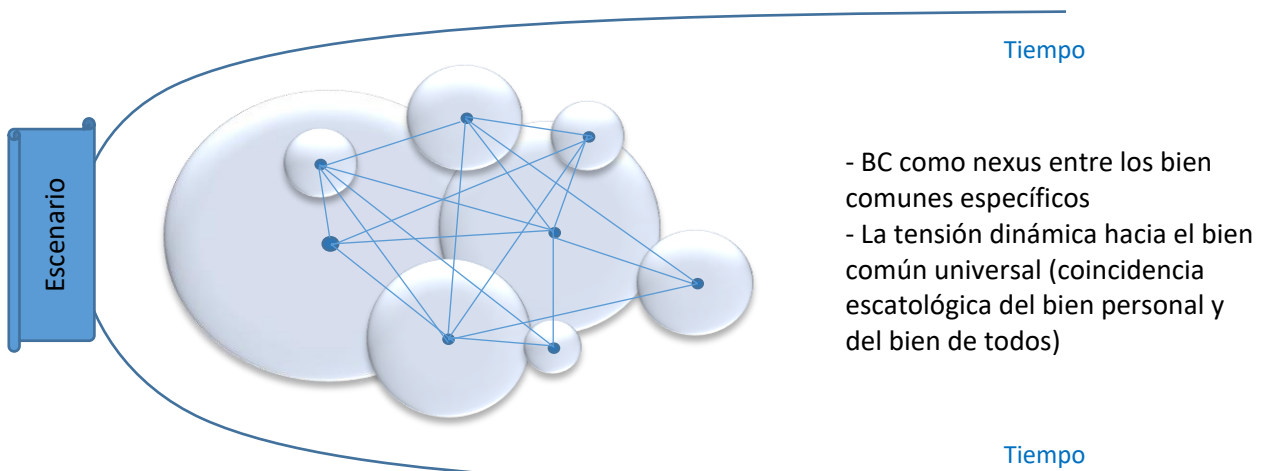 Tiempo
Escenario
- BC como nexus entre los bien
comunes específicos
- La tensión dinámica hacia el bien
común universal (coincidencia
escatológica del bien personal y
del bien de todos)
Tiempo